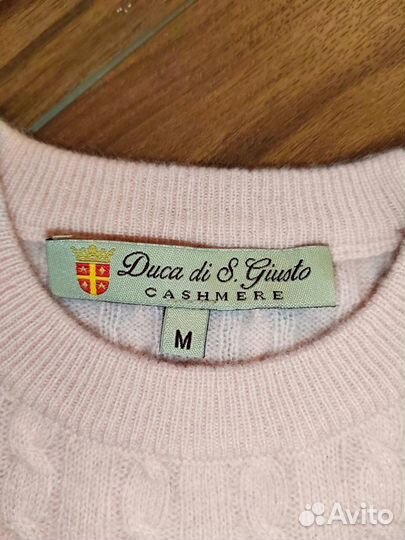 Duca di S. Giusto
CASHMERE
M
Avito